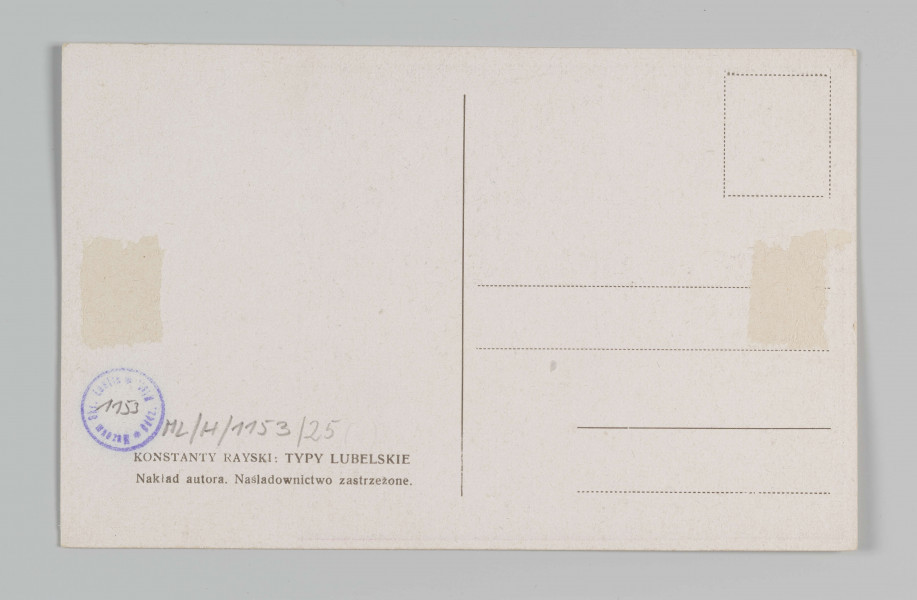 1153
ML/H/1153/25
KONSTANTY RAYSKI: TYPY LUBELSKIE
Nakład autora. Naśladownictwo zastrzeżone.